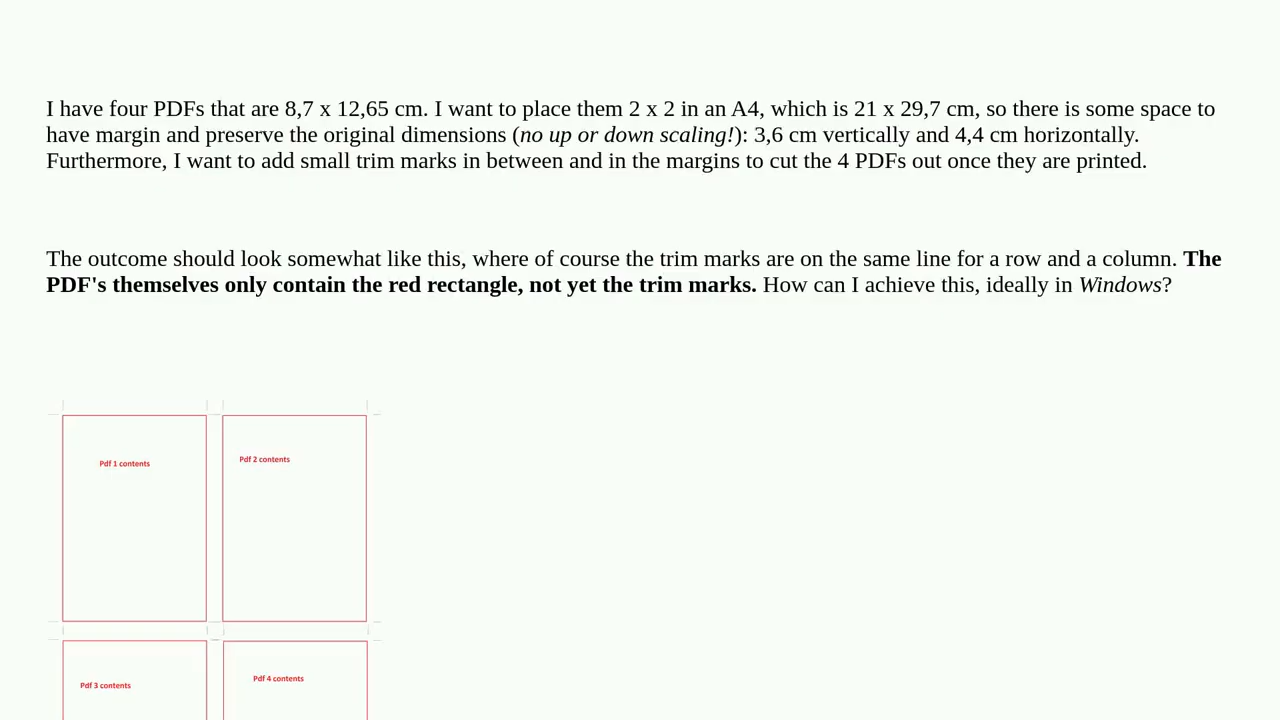 I have four PDFs that are 8,7 x 12,65 cm. I want to place them 2 x 2 in an A4, which is 21 x 29,7 cm, so there is some space to
have margin and preserve the original dimensions (no up or down scaling!): 3,6 cm vertically and 4,4 cm horizontally.
Furthermore, I want to add small trim marks in between and in the margins to cut the 4 PDFs out once they are printed.
The outcome should look somewhat like this, where of course the trim marks are on the same line for a row and a column. The
PDF's themselves only contain the red rectangle, not yet the trim marks. How can I achieve this, ideally in Windows?
Pdf 1 contents
Pdf 2 contents
Pdf 3 contents
Pdf 4 contents